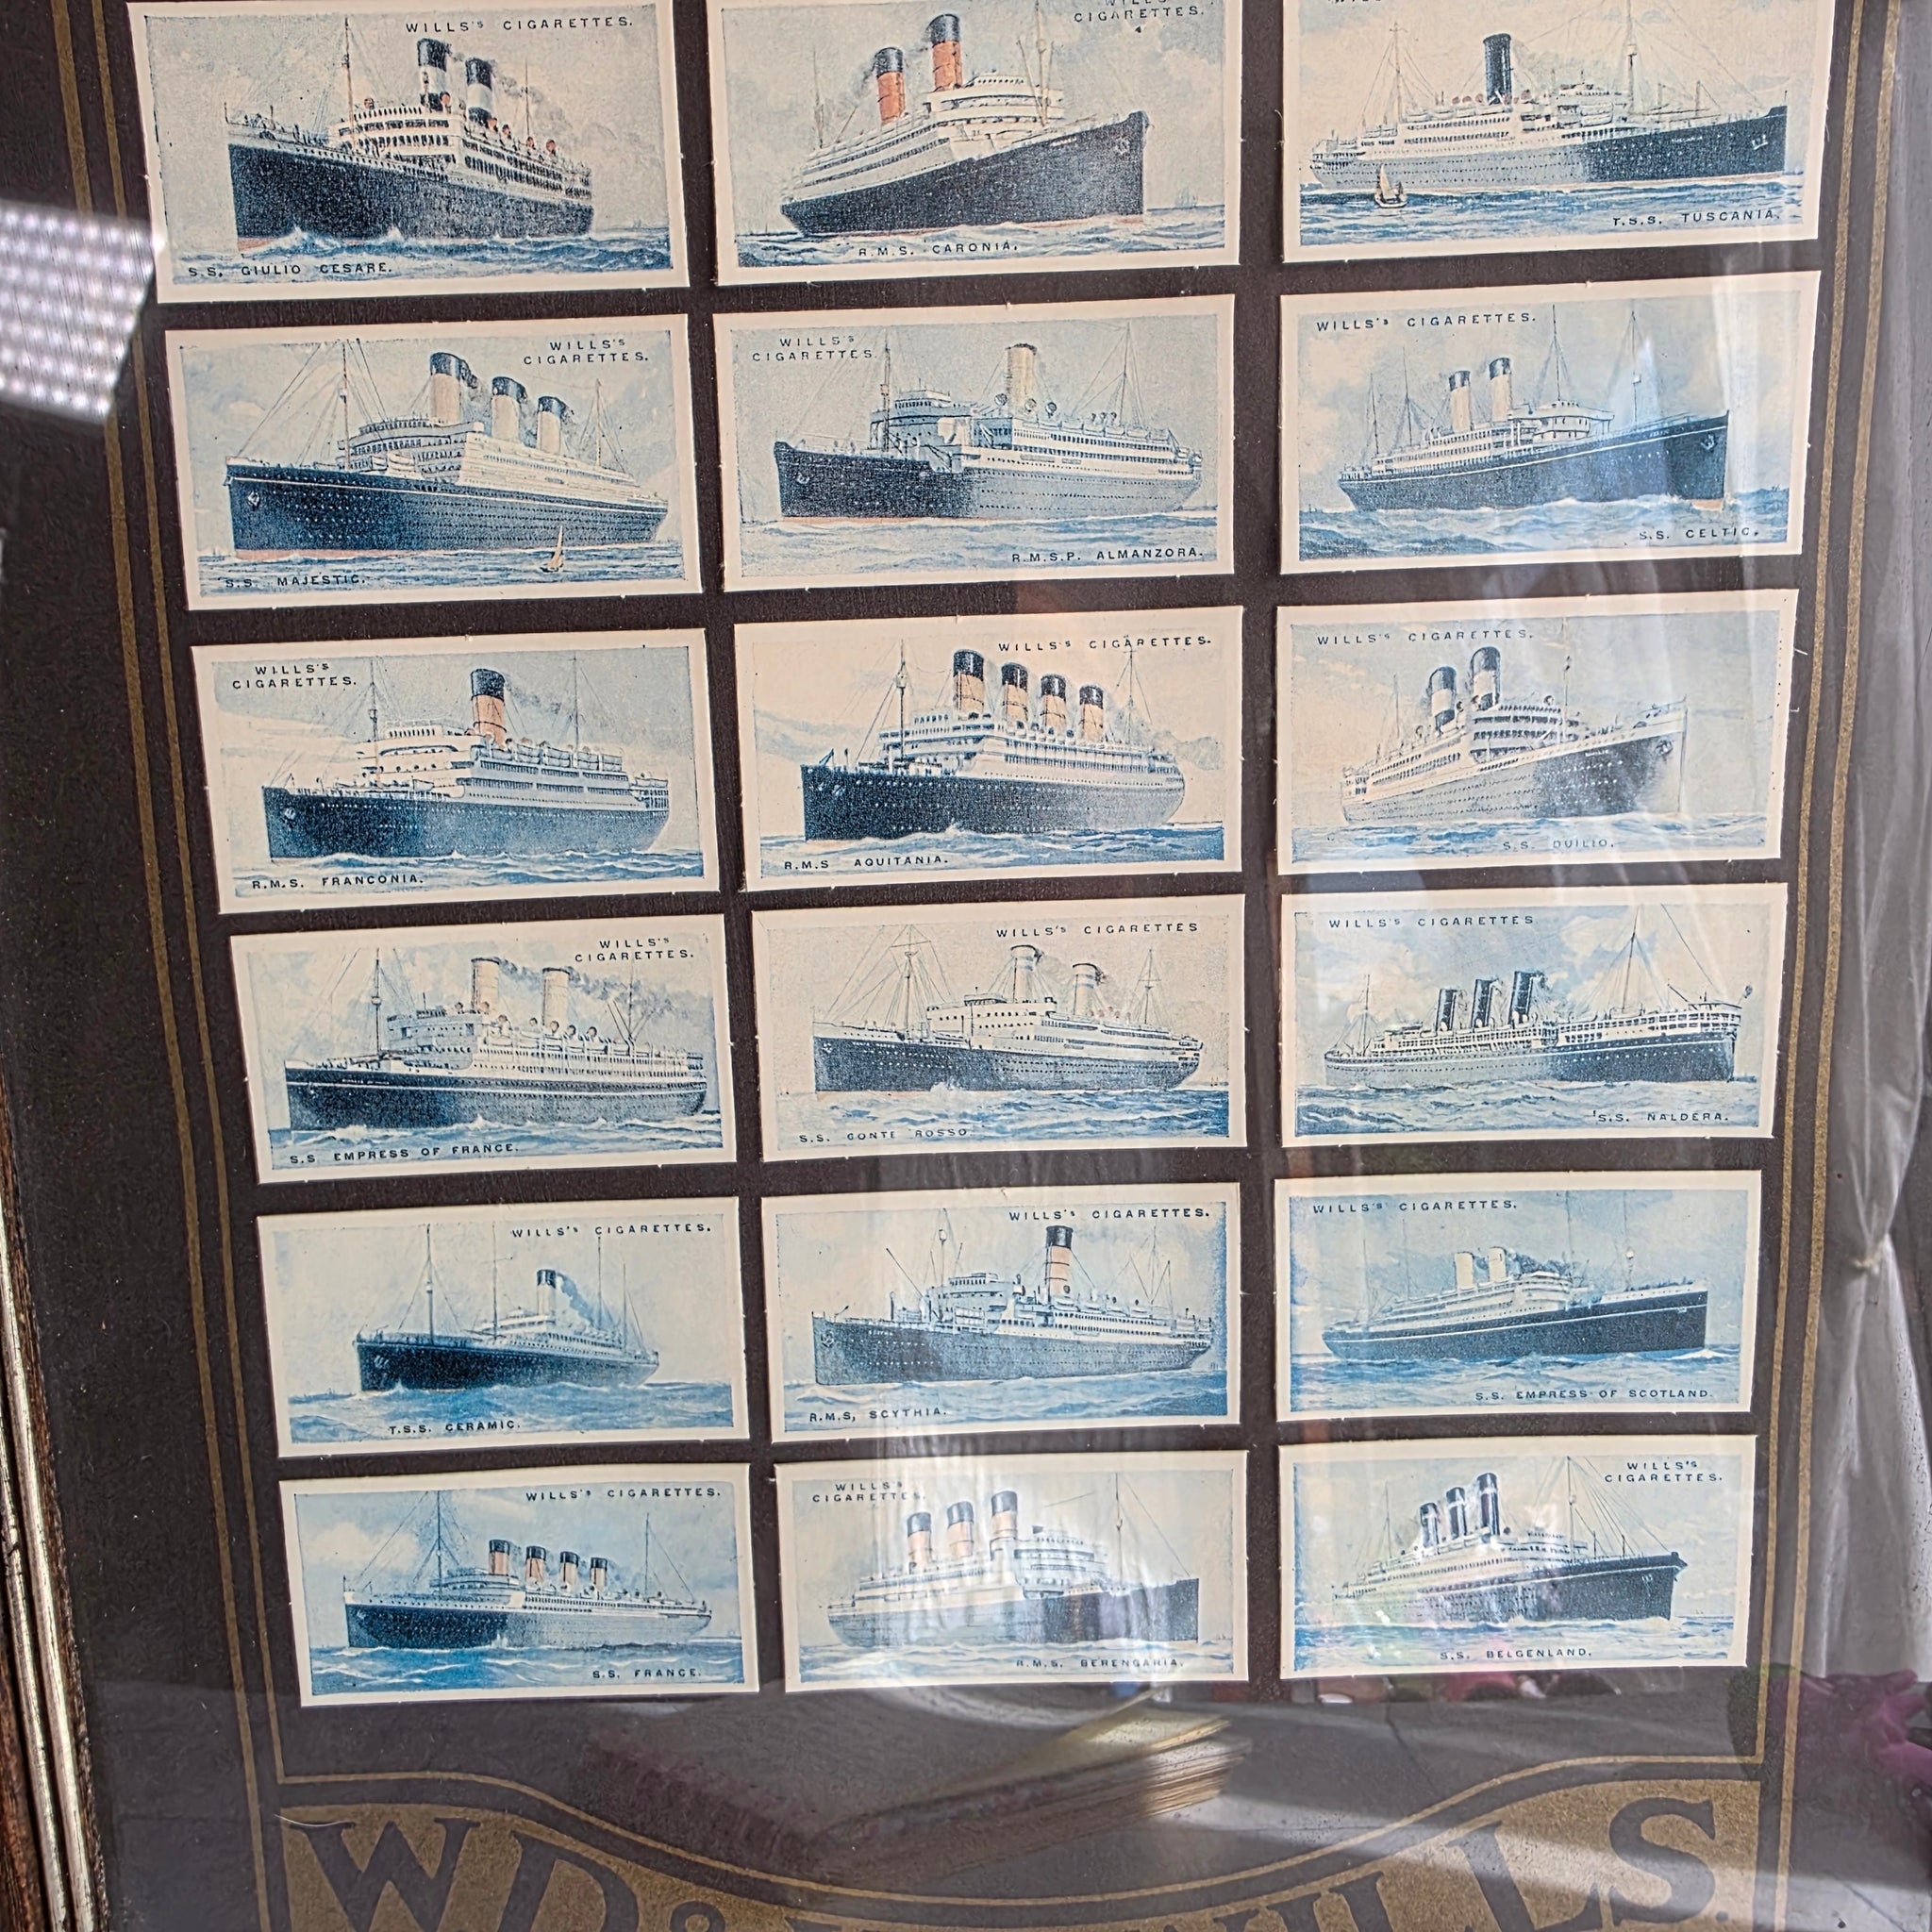 WILLS'S CIGARETTES.
S.S. GIULIO CESARE.
CIGARETTES.
R.M.S. CARONIA.
T.S.S. TUSCANIA.
WILLS'S
CIGARETTES.
S.S. MAJESTIC.
WILLS'S
CIGARETTES.
R.M.S.P. ALMANZORA.
WILLS'S CIGARETTES.
S.S. CELTIC.
WILLS'S
CIGARETTES.
R.M.S. FRANCONIA.
WILLS'S CIGARETTES.
R.M.S AQUITANIA.
WILLS'S CIGARETTES.
S.S. DUILIO.
WILLS'S
CIGARETTES.
S.S EMPRESS OF FRANCE.
WILLS'S CIGARETTES
S.S. CONTE ROSSO.
WILLS'S CIGARETTES
S.S. NALDERA.
WILLS'S CIGARETTES.
T.S.S. CERAMIC.
WILLS'S CIGARETTES.
R.M.S. SCYTHIA.
WILLS'S CIGARETTES.
S.S. EMPRESS OF SCOTLAND.
WILLS'S CIGARETTES.
S.S. FRANCE.
WILLS'S
CIGARETTES.
R.M.S. BERENGARIA.
WILLS'S
CIGARETTES.
S.S. BELGENLAND.
WD & WILLS.